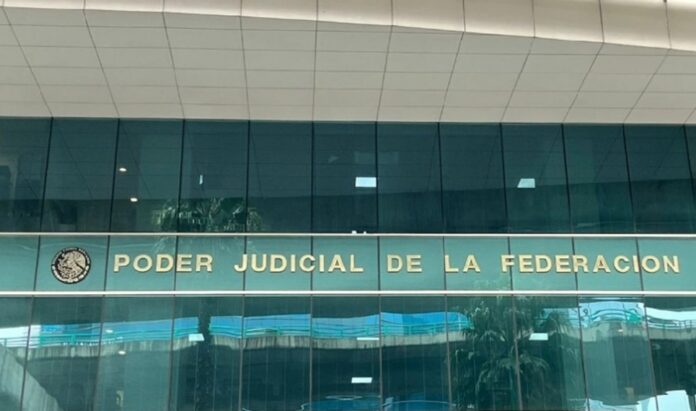 PODER JUDICIAL DE LA FEDERACION